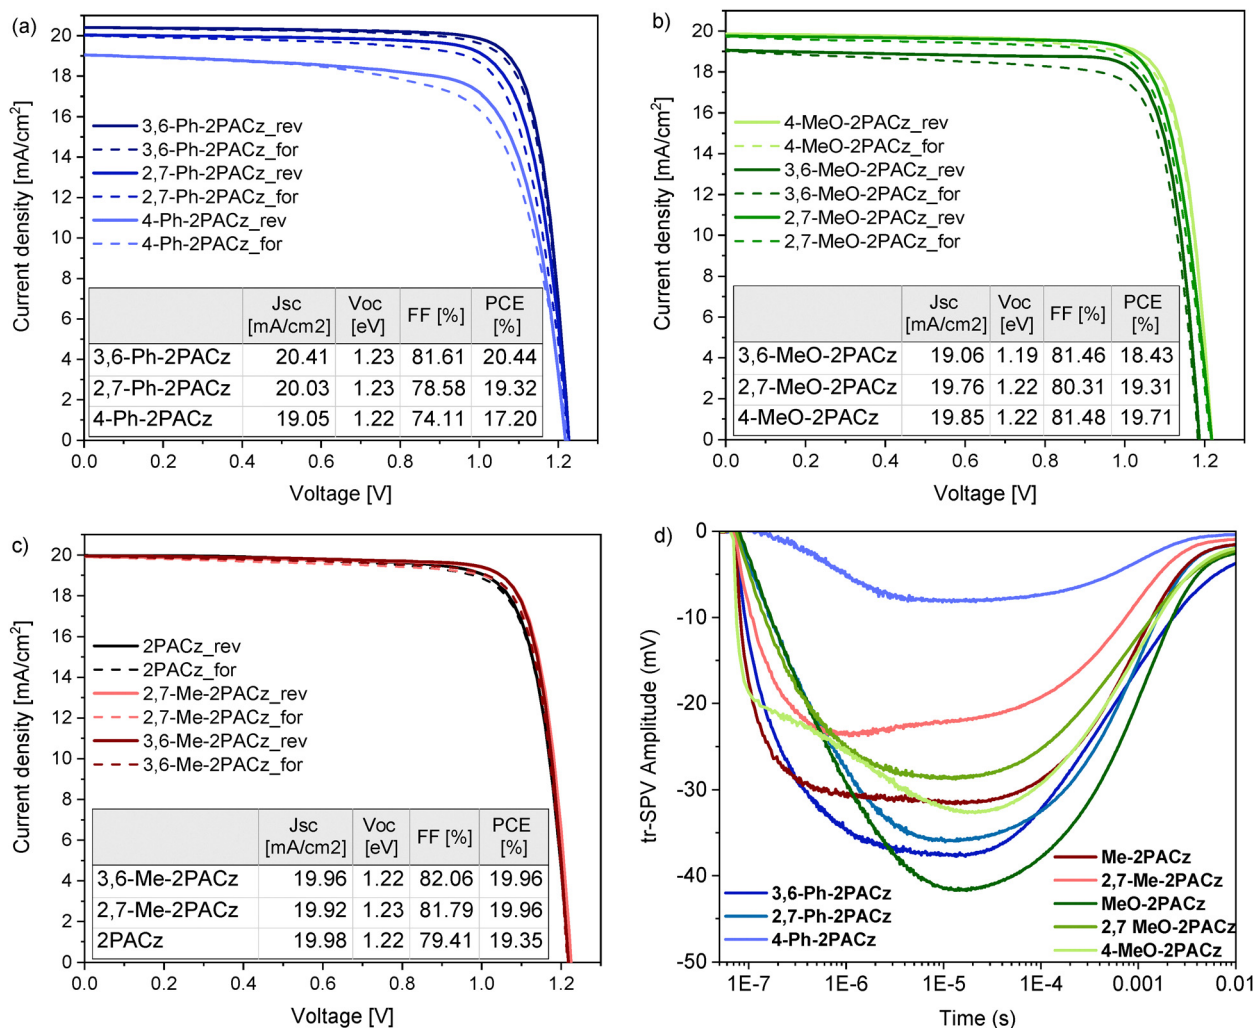 (a)
Current density [mA/cm2]
20
18
16
14
12
10
8
6
4
2
0
3,6-Ph-2PACz_rev
3,6-Ph-2PACz_for
2,7-Ph-2PACz_rev
2,7-Ph-2PACz_for
4-Ph-2PACz_rev
4-Ph-2PACz_for
Jsc [mA/cm2] Voc [eV] FF [%] PCE [%]
3,6-Ph-2PACz 20.41 1.23 81.61 20.44
2,7-Ph-2PACz 20.03 1.23 78.58 19.32
4-Ph-2PACz 19.05 1.22 74.11 17.20
0.0 0.2 0.4 0.6 0.8 1.0 1.2
Voltage [V]
b)
Current density [mA/cm2]
20
18
16
14
12
10
8
6
4
2
0
4-MeO-2PACz_rev
4-MeO-2PACz_for
3,6-MeO-2PACz_rev
3,6-MeO-2PACz_for
2,7-MeO-2PACz_rev
2,7-MeO-2PACz_for
Jsc [mA/cm2] Voc [eV] FF [%] PCE [%]
3,6-MeO-2PACz 19.06 1.19 81.46 18.43
2,7-MeO-2PACz 19.76 1.22 80.31 19.31
4-MeO-2PACz 19.85 1.22 81.48 19.71
0.0 0.2 0.4 0.6 0.8 1.0 1.2
Voltage [V]
c)
Current density [mA/cm2]
20
18
16
14
12
10
8
6
4
2
0
2PACz_rev
2PACz_for
2,7-Me-2PACz_rev
2,7-Me-2PACz_for
3,6-Me-2PACz_rev
3,6-Me-2PACz_for
Jsc [mA/cm2] Voc [eV] FF [%] PCE [%]
3,6-Me-2PACz 19.96 1.22 82.06 19.96
2,7-Me-2PACz 19.92 1.23 81.79 19.96
2PACz 19.98 1.22 79.41 19.35
0.0 0.2 0.4 0.6 0.8 1.0 1.2
Voltage [V]
d)
tr-SPV Amplitude (mV)
0
-10
-20
-30
-40
-50
3,6-Ph-2PACz
2,7-Ph-2PACz
4-Ph-2PACz
Me-2PACz
2,7-Me-2PACz
MeO-2PACz
2,7 MeO-2PACz
4-MeO-2PACz
1E-7 1E-6 1E-5 1E-4 0.001 0.01
Time (s)